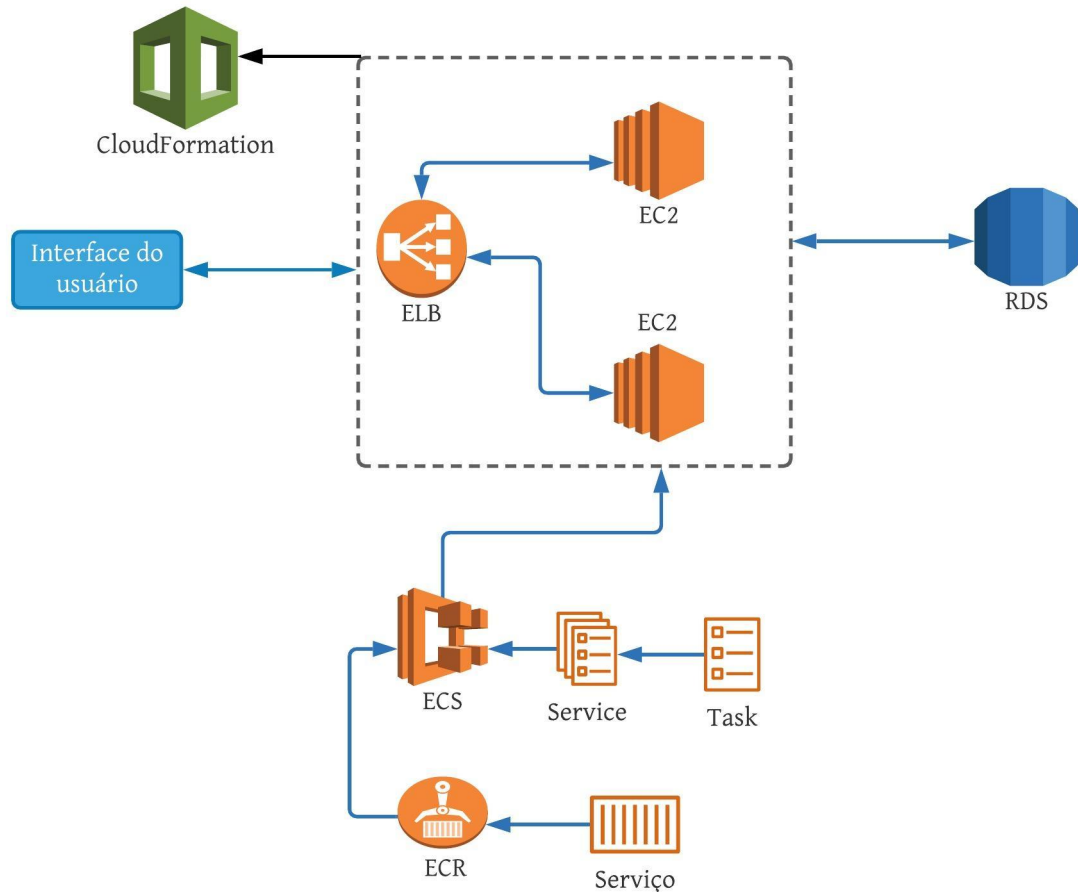 CloudFormation
EC2
Interface do
usuário
ELB
EC2
RDS
ECS
Service
Task
ECR
Serviço